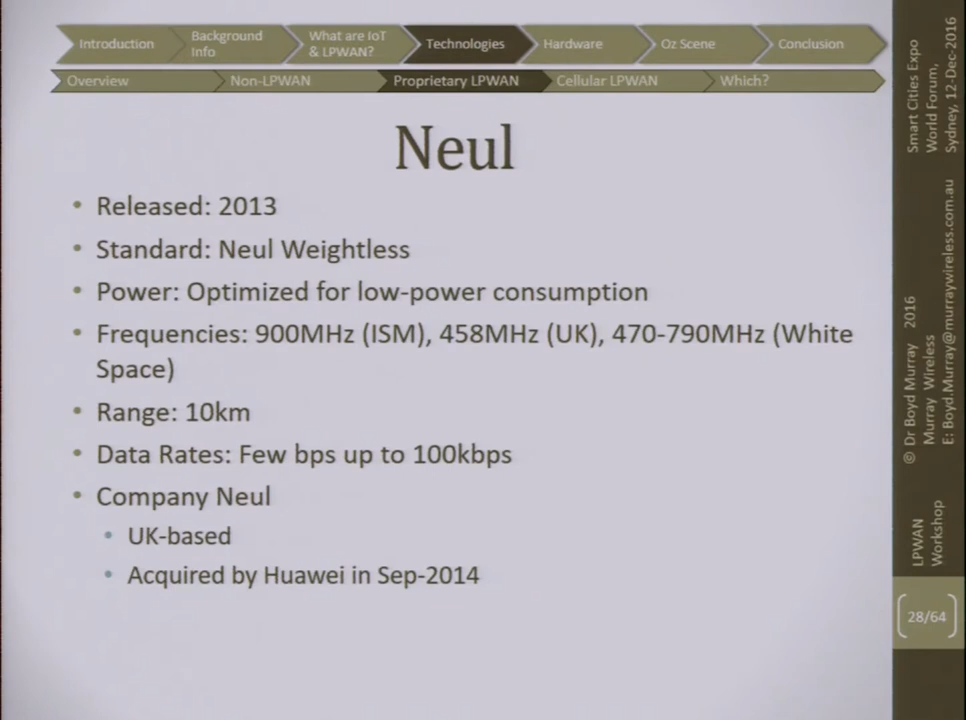 Introduction
Background
Info
What are IoT
& LPWAN?
Technologies
Hardware
Oz Scene
Conclusion
Overview
Non-LPWAN
Proprietary LPWAN
Cellular LPWAN
Which?
Neul
• Released: 2013
• Standard: Neul Weightless
• Power: Optimized for low-power consumption
• Frequencies: 900MHz (ISM), 458MHz (UK), 470-790MHz (White
Space)
• Range: 10km
• Data Rates: Few bps up to 100kbps
• Company Neul
• UK-based
• Acquired by Huawei in Sep-2014
Smart Cities Expo
World Forum,
Sydney, 12-Dec-2016
© Dr Boyd Murray 2016
Murray Wireless
E: Boyd.Murray@murraywireless.com.au
LPWAN
Workshop
28/64